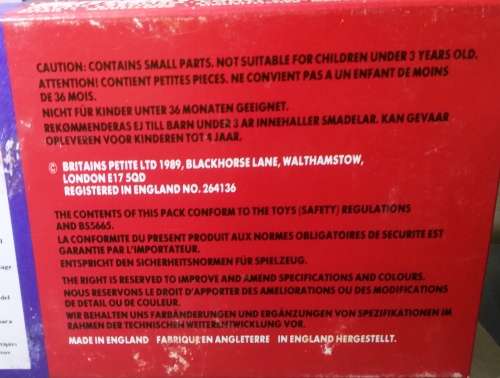 CAUTION: CONTAINS SMALL PARTS. NOT SUITABLE FOR CHILDREN UNDER 3 YEARS OLD.
ATTENTION! CONTIENT PETITES PIECES. NE CONVIENT PAS A UN ENFANT DE MOINS
DE 36 MOIS.
NICHT FÜR KINDER UNTER 36 MONATEN GEEIGNET.
REKOMMENDERAS EJ TILL BARN UNDER 3 AR INNEHALLER SMADELAR. KAN GEVAAR
OPLEVEREN VOOR KINDEREN TOT 4 JAAR.
© BRITAINS PETITE LTD 1989, BLACKHORSE LANE, WALTHAMSTOW,
LONDON E17 5QD
REGISTERED IN ENGLAND NO. 264136
THE CONTENTS OF THIS PACK CONFORM TO THE TOYS (SAFETY) REGULATIONS
AND BS5665.
LA CONFORMITE DU PRESENT PRODUIT AUX NORMES OBLIGATOIRES DE SECURITE EST
GARANTIE PAR L'IMPORTATEUR.
ENTSPRICHT DEN SICHERHEITSNORMEN FÜR SPIELZEUG.
THE RIGHT IS RESERVED TO IMPROVE AND AMEND SPECIFICATIONS AND COLOURS.
NOUS RESERVONS LE DROIT D'APPORTER DES AMELIORATIONS OU DES MODIFICATIONS
DE DETAIL OU DE COULEUR.
WIR BEHALTEN UNS FARBÄNDERUNGEN UND ERGÄNZUNGEN VON SPEZIFIKATIONEN IM
RAHMEN DER TECHNISCHEN WEITERENTWICKLUNG VOR.
MADE IN ENGLAND FABRIQUE EN ANGLETERRE IN ENGLAND HERGESTELLT.